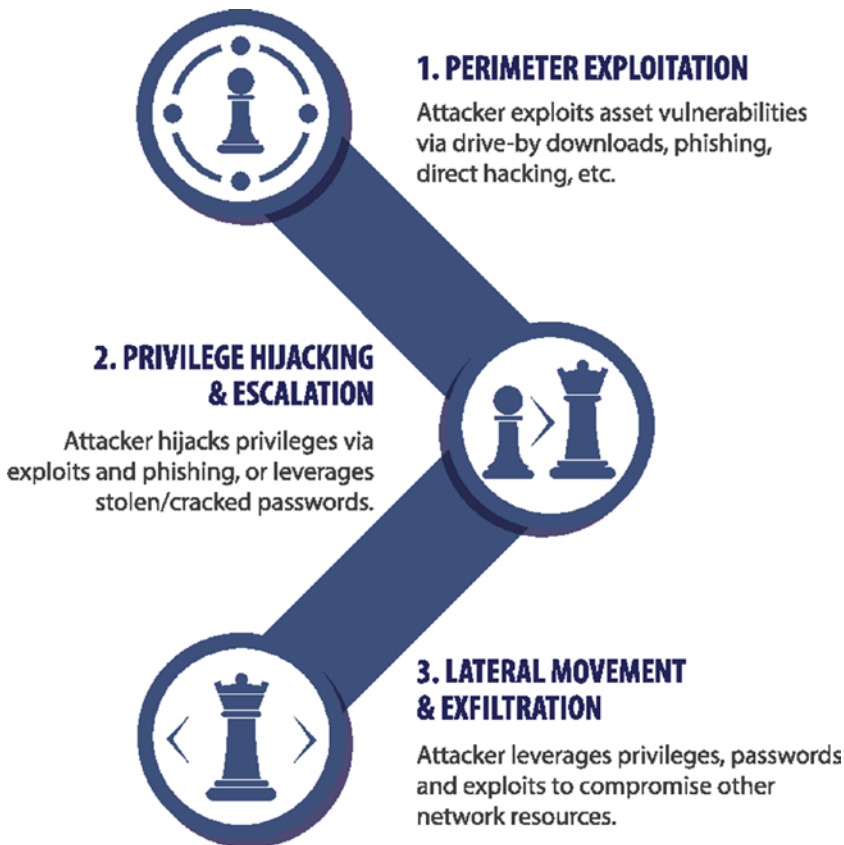 1. PERIMETER EXPLOITATION
Attacker exploits asset vulnerabilities
via drive-by downloads, phishing,
direct hacking, etc.
2. PRIVILEGE HIJACKING
& ESCALATION
Attacker hijacks privileges via
exploits and phishing, or leverages
stolen/cracked passwords.
3. LATERAL MOVEMENT
& EXFILTRATION
Attacker leverages privileges, passwords
and exploits to compromise other
network resources.